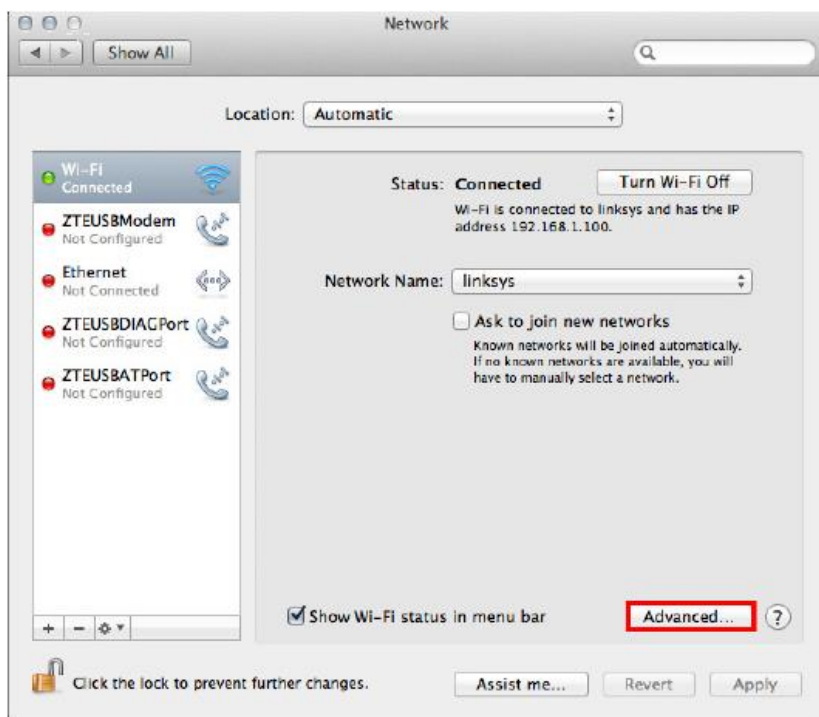 Network
Show All
Location: Automatic
Wi-Fi
Connected
ZTEUSBModem
Not Configured
Ethernet
Not Connected
ZTEUSBDIAGPort
Not Configured
ZTEUSBATPort
Not Configured
Status: Connected Turn Wi-Fi Off
Wi-Fi is connected to linksys and has the IP
address 192.168.1.100.
Network Name: linksys
Ask to join new networks
Known networks will be joined automatically.
If no known networks are available, you will
have to manually select a network.
Show Wi-Fi status in menu bar Advanced... ?
+ −
Click the lock to prevent further changes. Assist me... Revert Apply